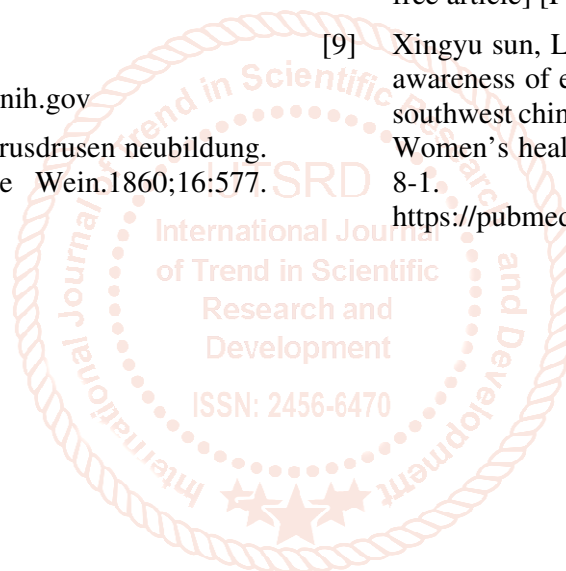 nih.gov
rusdrusen neubildung.
e Wein.1860;16:577.
free article] [P
[9] Xingyu sun, L
awareness of e
southwest chin
Women's heal
8-1.
https://pubmed
International Journal of Trend in Scientific Research and Development
IJTSRD
International Journal
of Trend in Scientific
Research and
Development
ISSN: 2456-6470